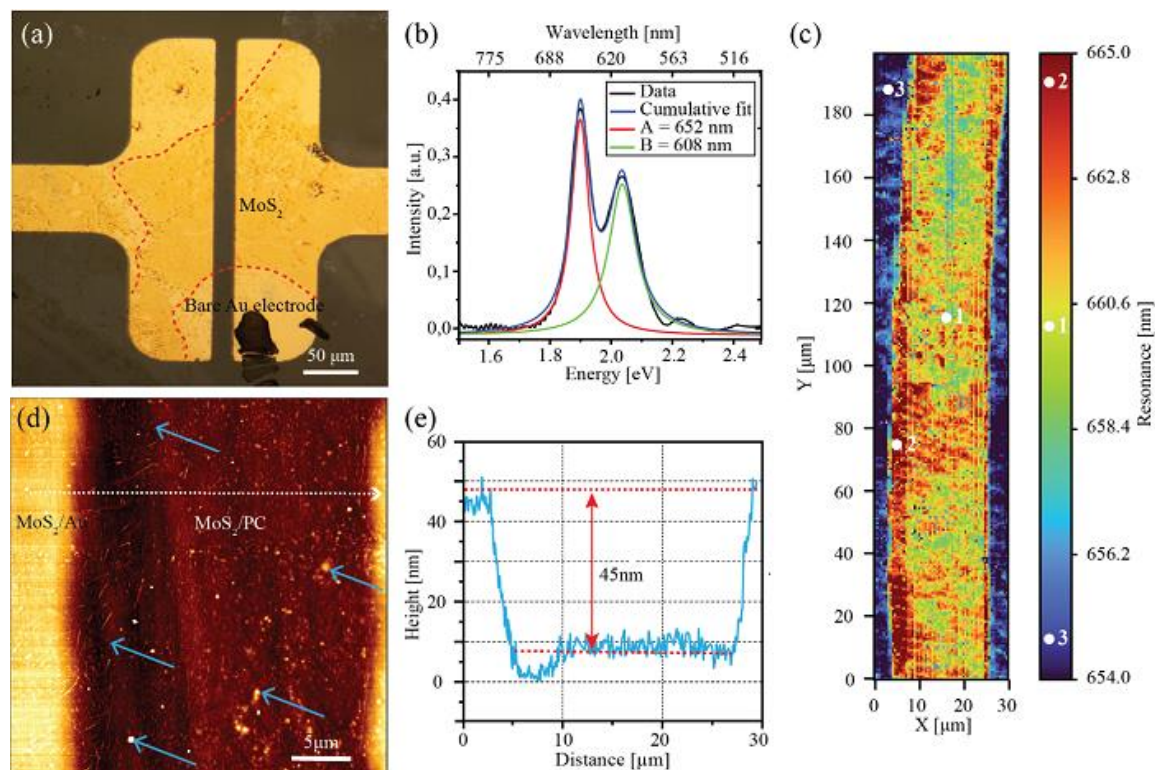 (a)
MoS₂
Bare Au electrode
50 μm
(b)
Wavelength [nm]
775 688 620 563 516
Data
Cumulative fit
A = 652 nm
B = 608 nm
Intensity [a.u.]
0,4
0,3
0,2
0,1
0,0
1.6 1.8 2.0 2.2 2.4
Energy [eV]
(c)
3
1
2
Y [μm]
180
160
140
120
100
80
60
40
20
0
0 10 20 30
X [μm]
2
1
3
665.0
662.8
660.6
658.4
656.2
654.0
Resonance [nm]
(d)
MoS₂/Au
MoS₂/PC
5μm
(e)
Height [nm]
60
50
40
30
20
10
0
45nm
0 10 20 30
Distance [μm]